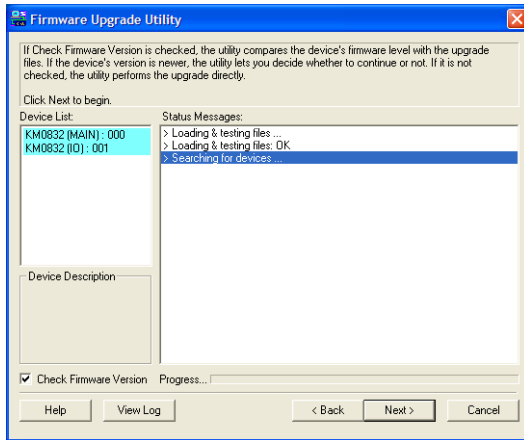 Firmware Upgrade Utility
If Check Firmware Version is checked, the utility compares the device's firmware level with the upgrade
files. If the device's version is newer, the utility lets you decide whether to continue or not. If it is not
checked, the utility performs the upgrade directly.
Click Next to begin.
Device List:
Status Messages:
KM0832 (MAIN) : 000
KM0832 (IO) : 001
> Loading & testing files ...
> Loading & testing files: OK
> Searching for devices ...
Device Description
Check Firmware Version
Progress...
Help
View Log
< Back
Next >
Cancel